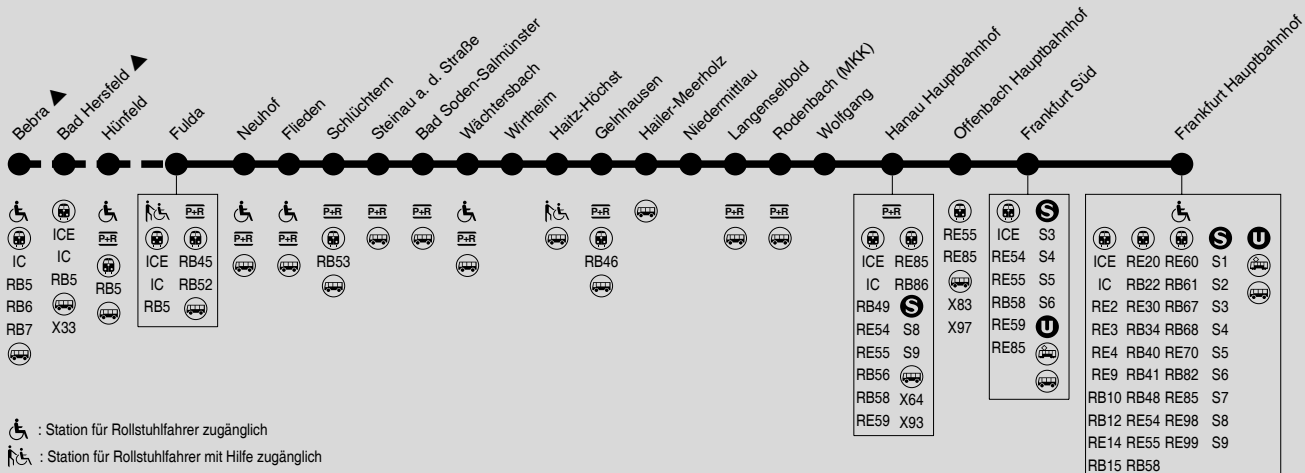 Bebra
Bad Hersfeld
Hünfeld
Fulda
Neuhof
Flieden
Schlüchtern
Steinau a. d. Straße
Bad Soden-Salmünster
Wächtersbach
Wirtheim
Haitz-Höchst
Gelnhausen
Hailer-Meerholz
Niedermittlau
Langenselbold
Rodenbach (MKK)
Wolfgang
Hanau Hauptbahnhof
Offenbach Hauptbahnhof
Frankfurt Süd
Frankfurt Hauptbahnhof
IC
RB5
RB6
RB7
ICE
IC
RB5
X33
P+R
RB5
P+R
ICE RB45
IC RB52
RB5
P+R
P+R
P+R
RB53
P+R
P+R
P+R
P+R
RB46
P+R
P+R
P+R
ICE RE85
IC RB86
RB49 S
RE54 S8
RE55 S9
RB56
RB58 X64
RE59 X93
RE55
RE85
X83
X97
S
ICE S3
RE54 S4
RE55 S5
RB58 S6
RE59 U
RE85
S U
ICE RE20 RE60 S1
IC RB22 RB61 S2
RE2 RE30 RB67 S3
RE3 RB34 RB68 S4
RE4 RB40 RE70 S5
RE9 RB41 RB82 S6
RB10 RB48 RE85 S7
RB12 RE54 RE98 S8
RE14 RE55 RE99 S9
RB15 RB58
: Station für Rollstuhlfahrer zugänglich
: Station für Rollstuhlfahrer mit Hilfe zugänglich